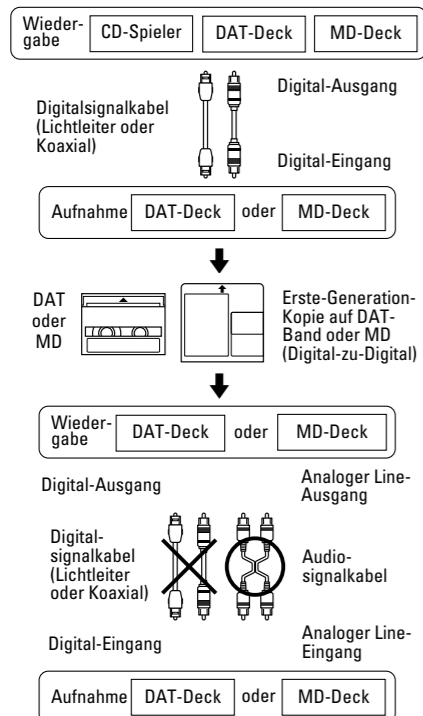 Wieder-
gabe CD-Spieler DAT-Deck MD-Deck
Digitalsignalkabel
(Lichtleiter oder
Koaxial)
Digital-Ausgang
Digital-Eingang
Aufnahme DAT-Deck oder MD-Deck
DAT
oder
MD
Erste-Generation-
Kopie auf DAT-
Band oder MD
(Digital-zu-Digital)
Wieder-
gabe DAT-Deck oder MD-Deck
Digital-Ausgang
Analoger Line-
Ausgang
Digital-
signalkabel
(Lichtleiter
oder Koaxial)
Audio-
signalkabel
Digital-Eingang
Analoger Line-
Eingang
Aufnahme DAT-Deck oder MD-Deck